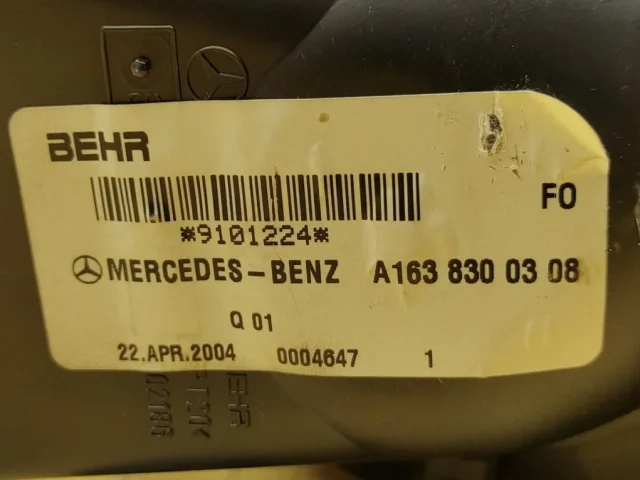 BEHR
FO
*9101224*
MERCEDES-BENZ A163 830 03 08
Q 01
22.APR.2004 0004647 1